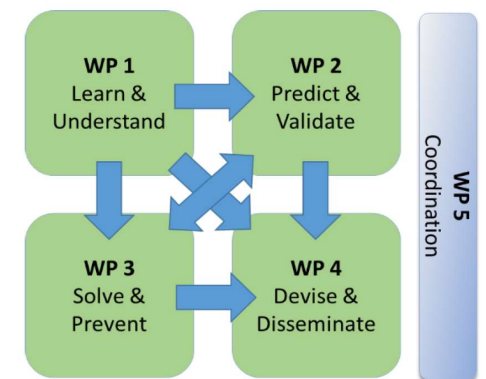 WP 1
Learn &
Understand
WP 2
Predict &
Validate
WP 3
Solve &
Prevent
WP 4
Devise &
Disseminate
WP 5
Coordination